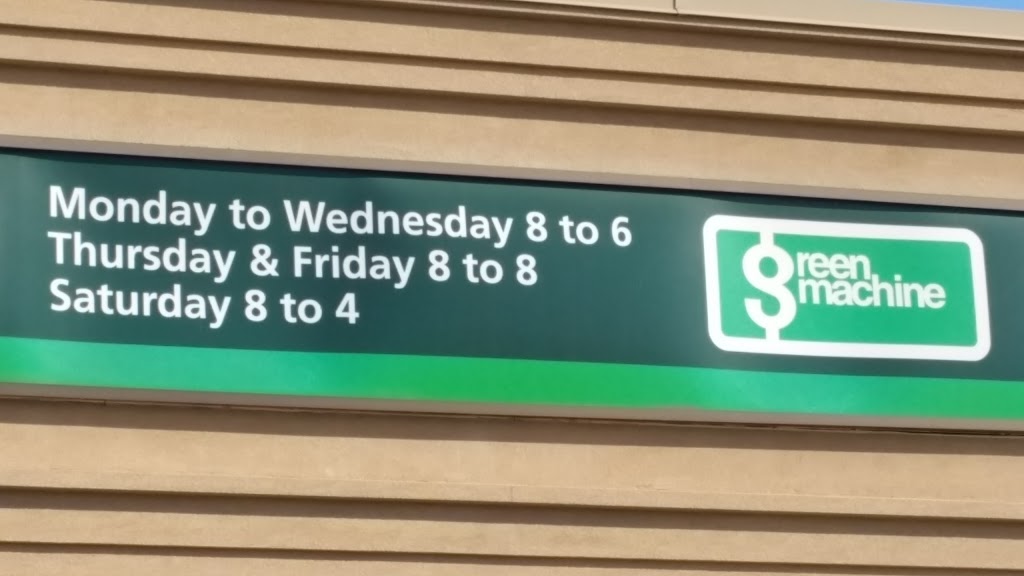 Monday to Wednesday 8 to 6
Thursday & Friday 8 to 8
Saturday 8 to 4
green
machine